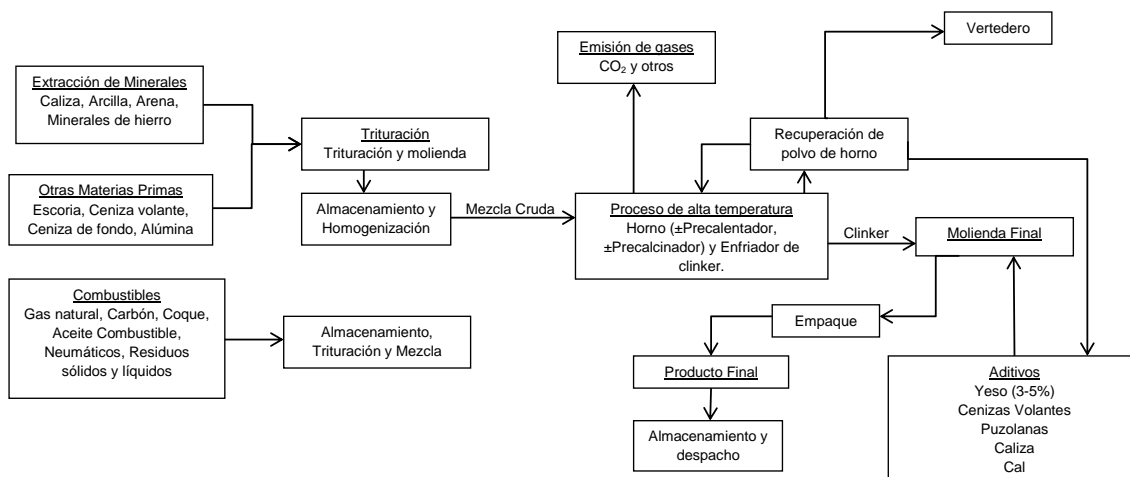 Extracción de Minerales
Caliza, Arcilla, Arena,
Minerales de hierro
Otras Materias Primas
Escoria, Ceniza volante,
Ceniza de fondo, Alúmina
Combustibles
Gas natural, Carbón, Coque,
Aceite Combustible,
Neumáticos, Residuos
sólidos y líquidos
Trituración
Trituración y molienda
Almacenamiento y
Homogenización
Almacenamiento,
Trituración y Mezcla
Mezcla Cruda
Emisión de gases
CO₂ y otros
Proceso de alta temperatura
Horno (±Precalentador,
±Precalcinador) y Enfriador de
clinker.
Recuperación de
polvo de horno
Vertedero
Clinker
Molienda Final
Empaque
Producto Final
Almacenamiento y
despacho
Aditivos
Yeso (3-5%)
Cenizas Volantes
Puzolanas
Caliza
Cal